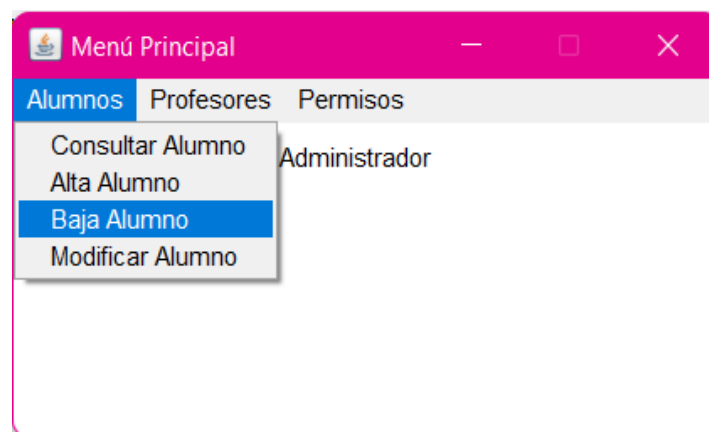 Menú Principal
Alumnos Profesores Permisos
Consultar Alumno
Administrador
Alta Alumno
Baja Alumno
Modificar Alumno